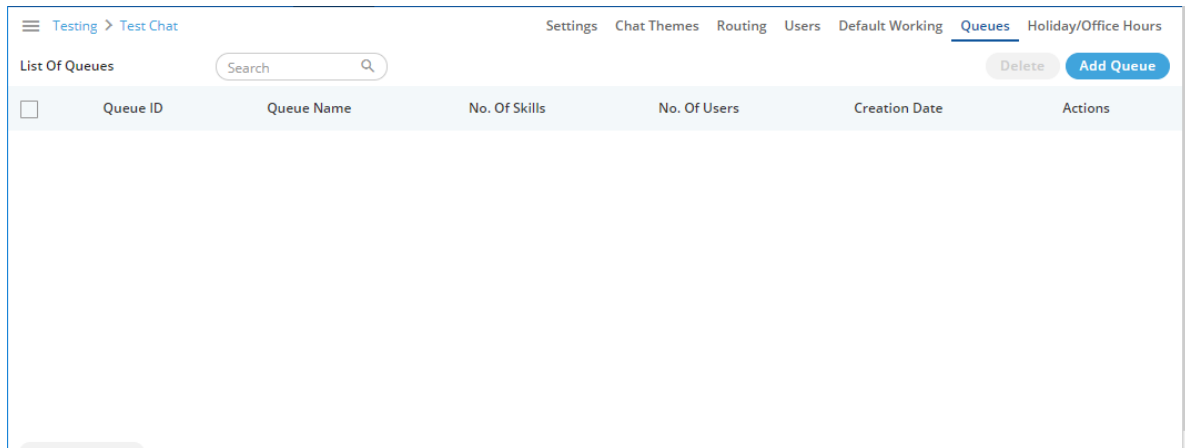 Testing > Test Chat Settings Chat Themes Routing Users Default Working Queues Holiday/Office Hours
List Of Queues Search Delete Add Queue
Queue ID Queue Name No. Of Skills No. Of Users Creation Date Actions